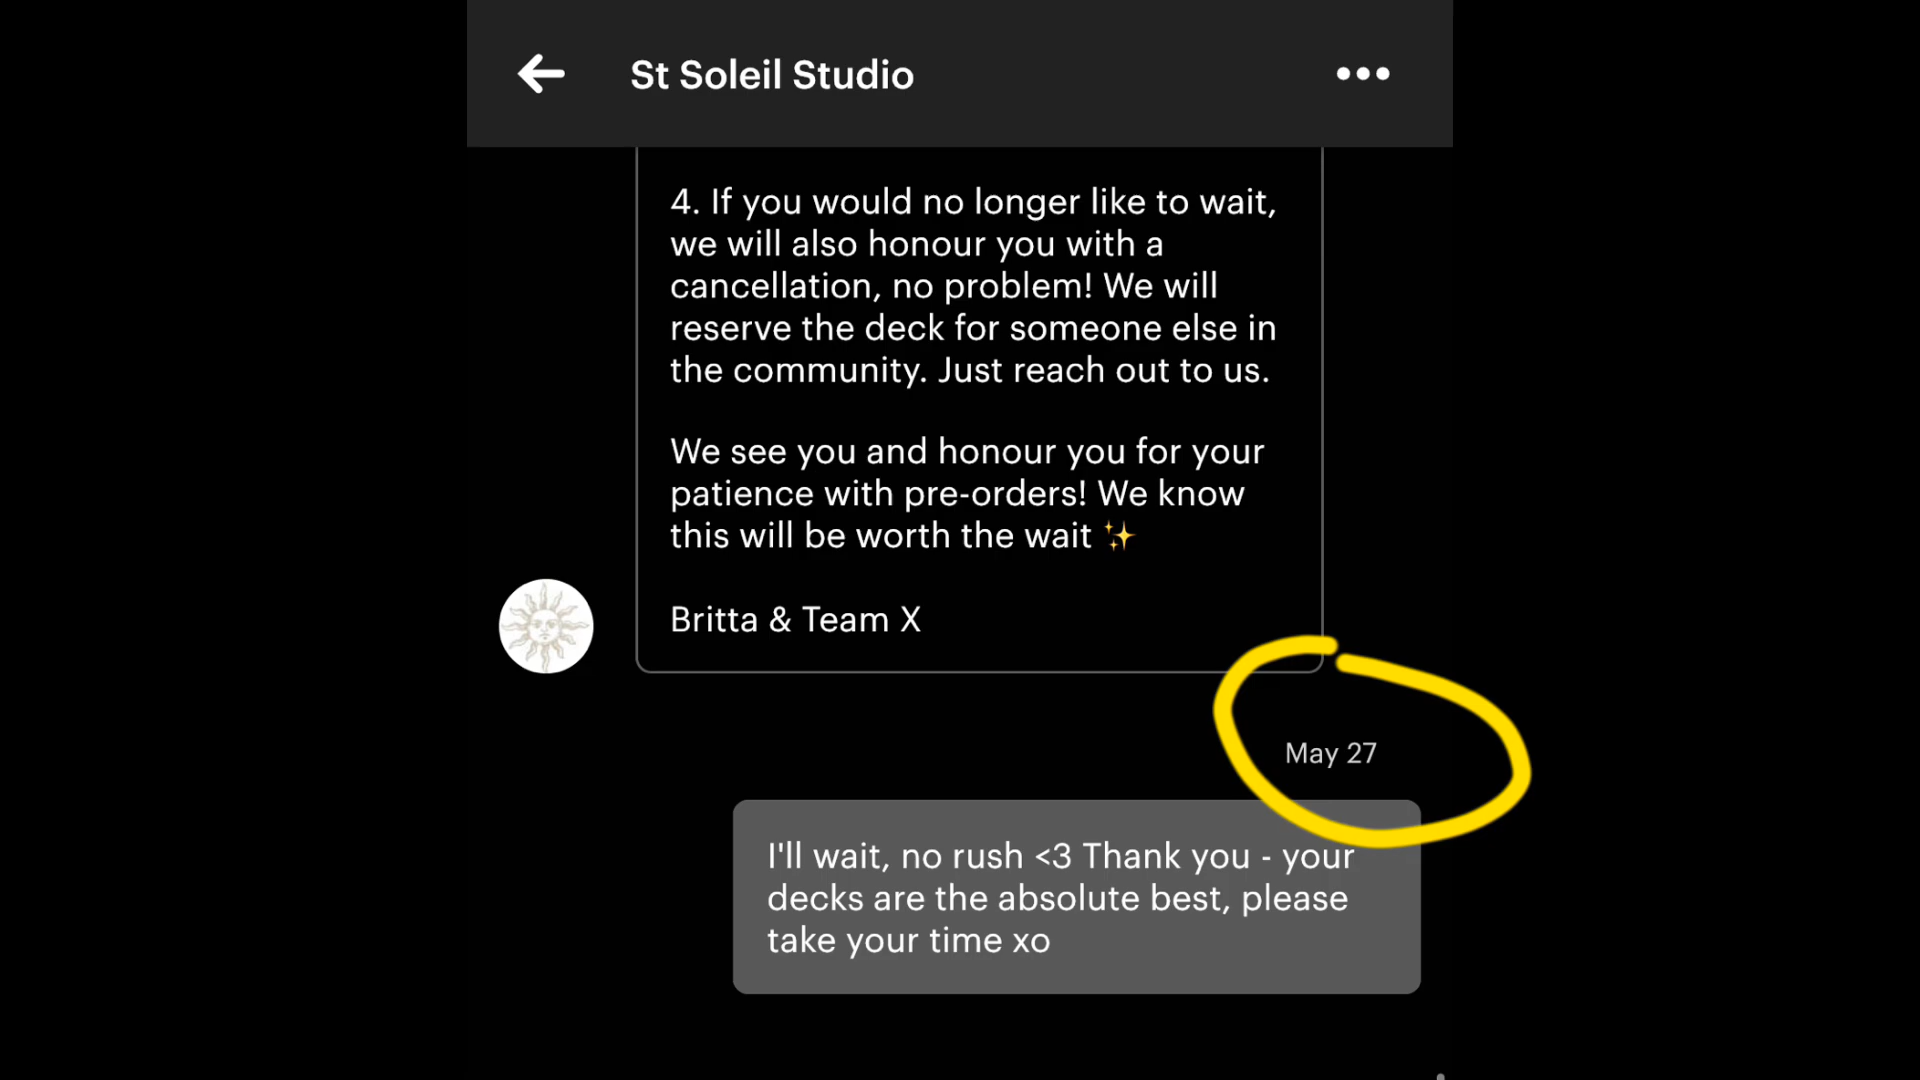 St Soleil Studio
4. If you would no longer like to wait,
we will also honour you with a
cancellation, no problem! We will
reserve the deck for someone else in
the community. Just reach out to us.
We see you and honour you for your
patience with pre-orders! We know
this will be worth the wait ✨
Britta & Team X
May 27
I'll wait, no rush <3 Thank you - your
decks are the absolute best, please
take your time xo